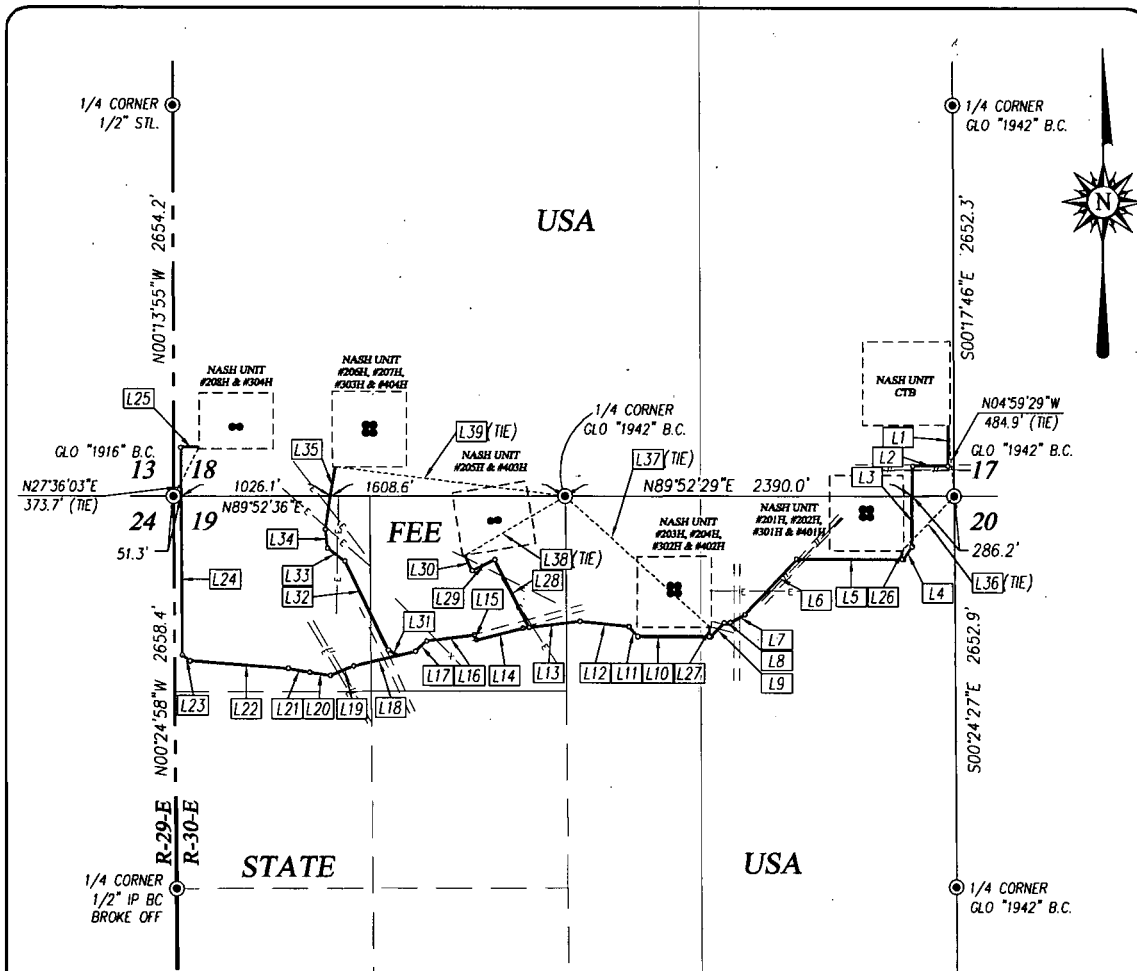 1/4 CORNER
1/2" STL.
1/4 CORNER
GLO "1942" B.C.
N
USA
N00°13'55"W 2654.2'
S00°17'46"E 2652.3'
NASH UNIT
#208H & #304H
NASH UNIT
#206H, #207H,
#303H & #404H
NASH UNIT
CTB
L25
L35
L39 (TIE)
1/4 CORNER
GLO "1942" B.C.
N04°59'29"W
484.9' (TIE)
L1
L2
L3
GLO "1916" B.C.
GLO "1942" B.C.
13
18
17
NASH UNIT
#205H & #403H
L37 (TIE)
N27°36'03"E
373.7' (TIE)
1026.1'
1608.6'
N89°52'36"E
N89°52'29"E 2390.0'
24
19
20
51.3'
FEE
NASH UNIT
#203H, #204H,
#302H & #402H
NASH UNIT
#201H, #202H,
#301H & #401H
286.2'
L34
L33
L32
L24
L30
L29
L15
L28
L38 (TIE)
L31
L6
L5
L26
L4
L36 (TIE)
L7
L8
L9
L23
L22
L21
L20
L19
L18
L17
L16
L14
L13
L12
L11
L10
L27
E
E
E
E
E
E
E
N00°24'58"W 2658.4'
S00°24'27"E 2652.9'
R-29-E
R-30-E
STATE
USA
1/4 CORNER
1/2" IP BC
BROKE OFF
1/4 CORNER
GLO "1942" B.C.